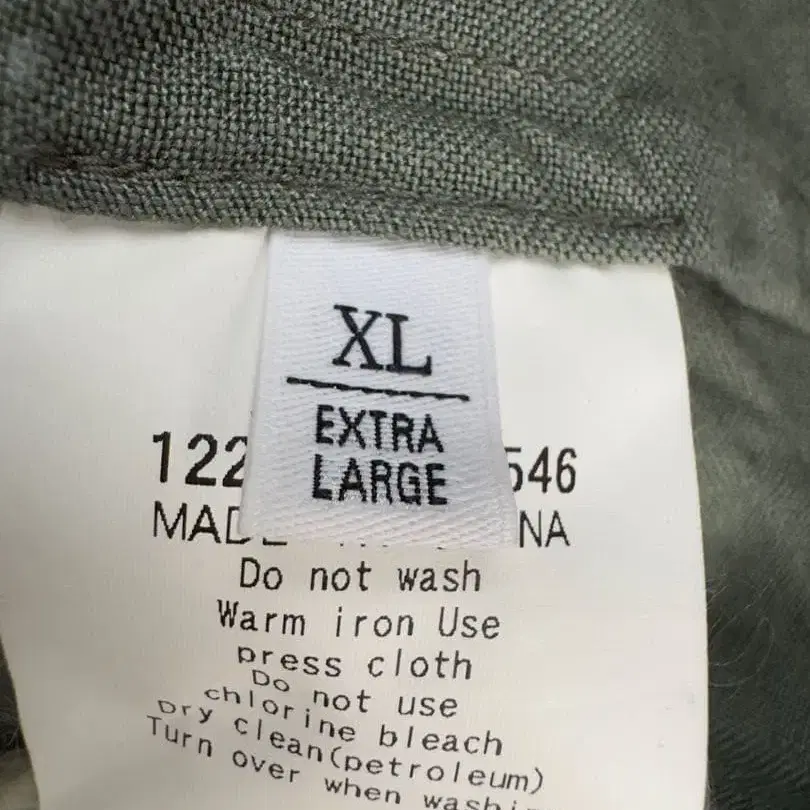 XL
EXTRA
LARGE
122 546
MADE NA
Do not wash
Warm iron Use
press cloth
Do not use
chlorine bleach
Dry clean(petroleum)
Turn over when